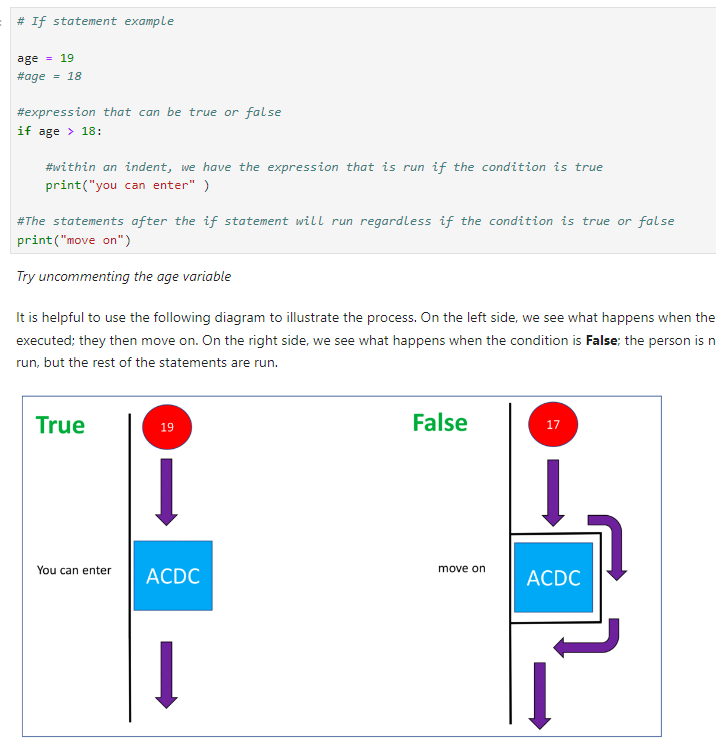 # If statement example
age = 19
#age = 18
#expression that can be true or false
if age > 18:
#within an indent, we have the expression that is run if the condition is true
print("you can enter" )
#The statements after the if statement will run regardless if the condition is true or false
print("move on")
Try uncommenting the age variable
It is helpful to use the following diagram to illustrate the process. On the left side, we see what happens when the
executed; they then move on. On the right side, we see what happens when the condition is False; the person is n
run, but the rest of the statements are run.
True
19
False
17
You can enter
ACDC
move on
ACDC